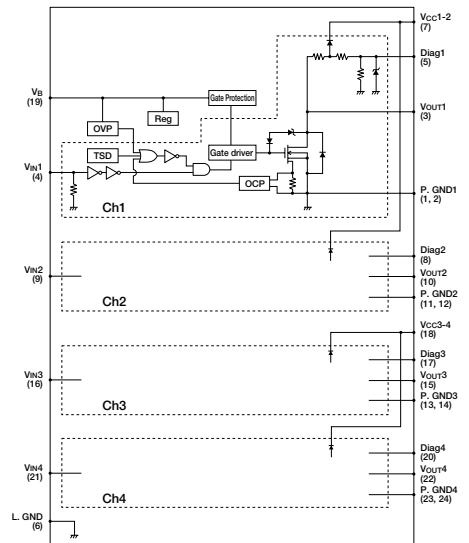 Vcc1-2
(7)
Diag1
(5)
VB
(19)
Gate Protection
Reg
OVP
VOUT1
(3)
TSD
Gate driver
VIN1
(4)
OCP
P. GND1
(1, 2)
Ch1
Diag2
(8)
VIN2
(9)
VOUT2
(10)
P. GND2
(11, 12)
Ch2
Vcc3-4
(18)
Diag3
(17)
VIN3
(16)
VOUT3
(15)
P. GND3
(13, 14)
Ch3
Diag4
(20)
VIN4
(21)
VOUT4
(22)
P. GND4
(23, 24)
Ch4
L. GND
(6)